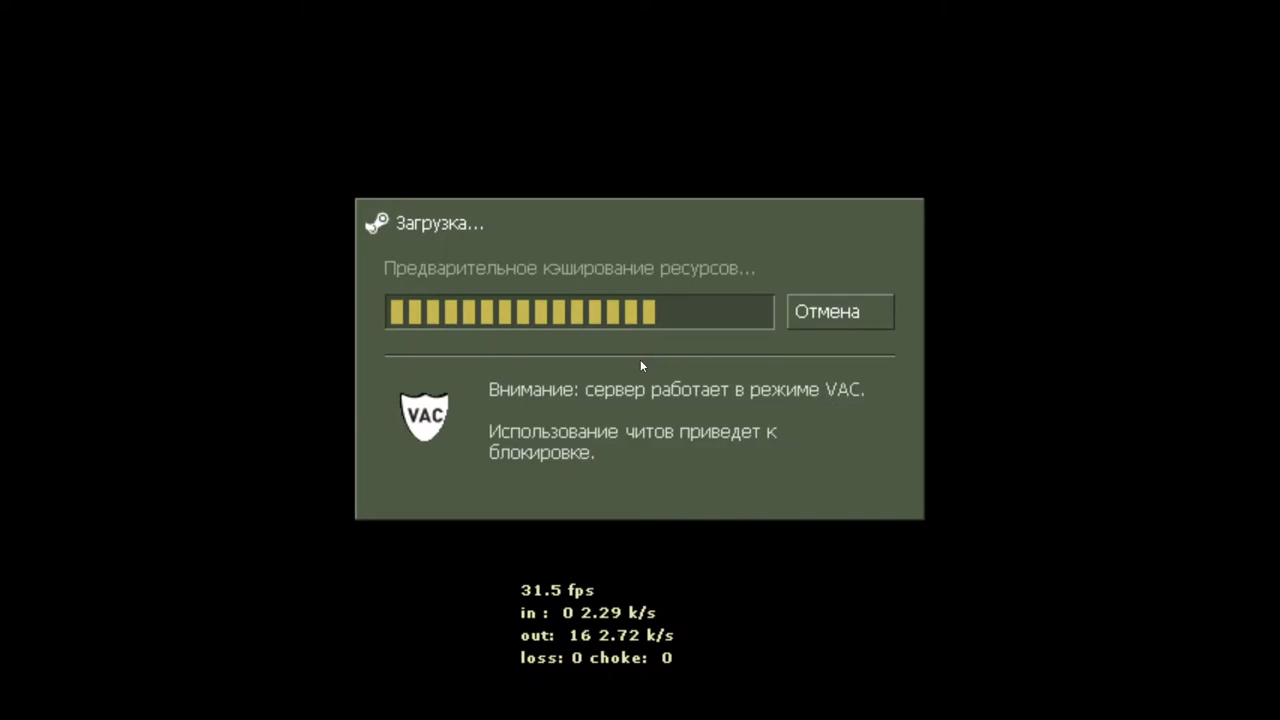 Загрузка...
Предварительное кэширование ресурсов...
Отмена
VAC
Внимание: сервер работает в режиме VAC.
Использование читов приведет к
блокировке.
31.5 fps
in :  0 2.29 k/s
out:  16 2.72 k/s
loss: 0 choke:  0